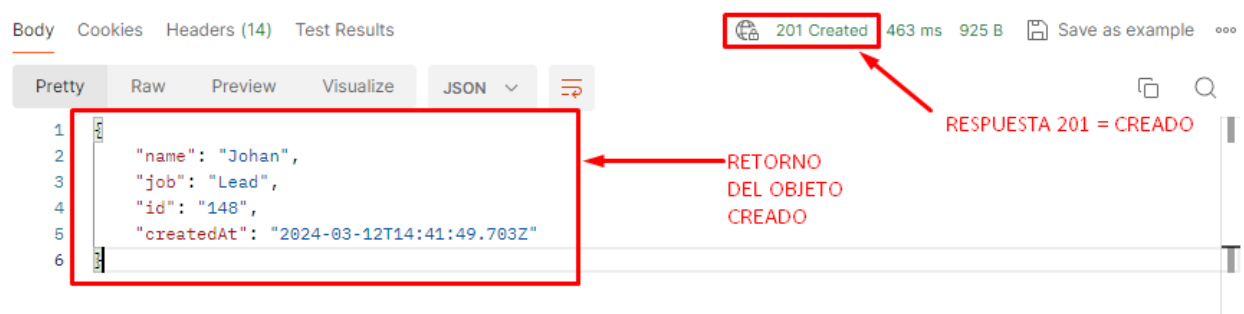 Body Cookies Headers (14) Test Results 201 Created 463 ms 925 B Save as example
Pretty Raw Preview Visualize JSON
RESPUESTA 201 = CREADO
1 {
2 "name": "Johan",
3 "job": "Lead",
4 "id": "148",
5 "createdAt": "2024-03-12T14:41:49.703Z"
6 }
RETORNO
DEL OBJETO
CREADO